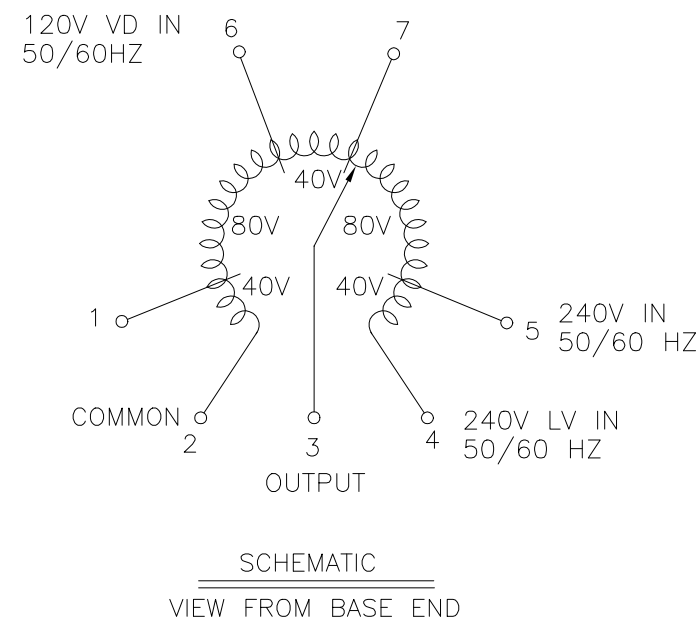 120V VD IN
50/60HZ
6
7
40V
80V
80V
40V
40V
1
5
240V IN
50/60 HZ
COMMON
2
3
4
240V LV IN
50/60 HZ
OUTPUT
SCHEMATIC
VIEW FROM BASE END